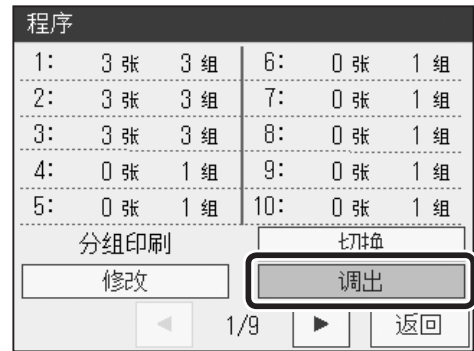 程序
1: 3 张 3 组 6: 0 张 1 组
2: 3 张 3 组 7: 0 张 1 组
3: 3 张 3 组 8: 0 张 1 组
4: 0 张 1 组 9: 0 张 1 组
5: 0 张 1 组 10: 0 张 1 组
分组印刷 切换
修改 调出
◀ 1/9 ▶ 返回